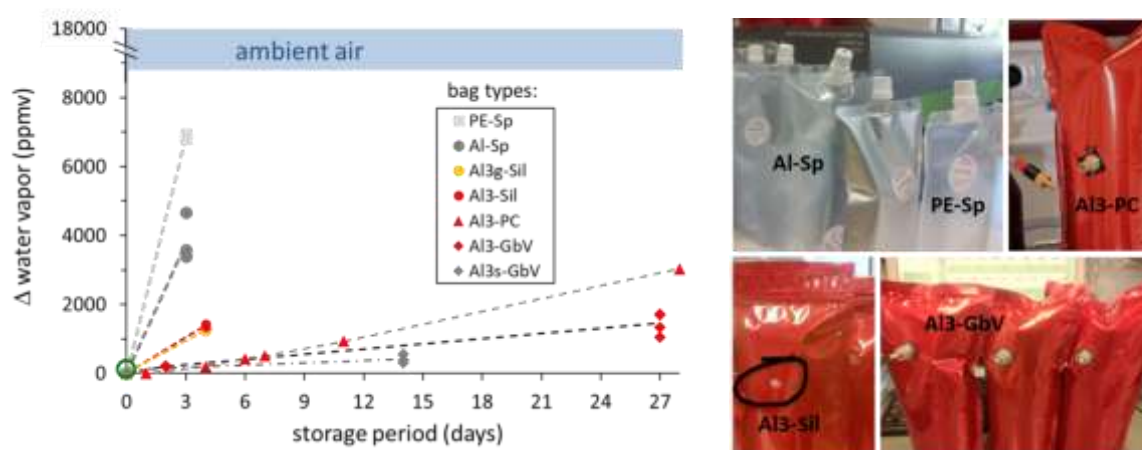 18000
ambient air
bag types:
PE-Sp
Al-Sp
Al3g-Sil
Al3-Sil
Al3-PC
Al3-GbV
Al3s-GbV
Δ water vapor (ppmv)
8000
6000
4000
2000
0
0 3 6 9 12 15 18 21 24 27
storage period (days)
Al-Sp
PE-Sp
Al3-PC
Al3-Sil
Al3-GbV